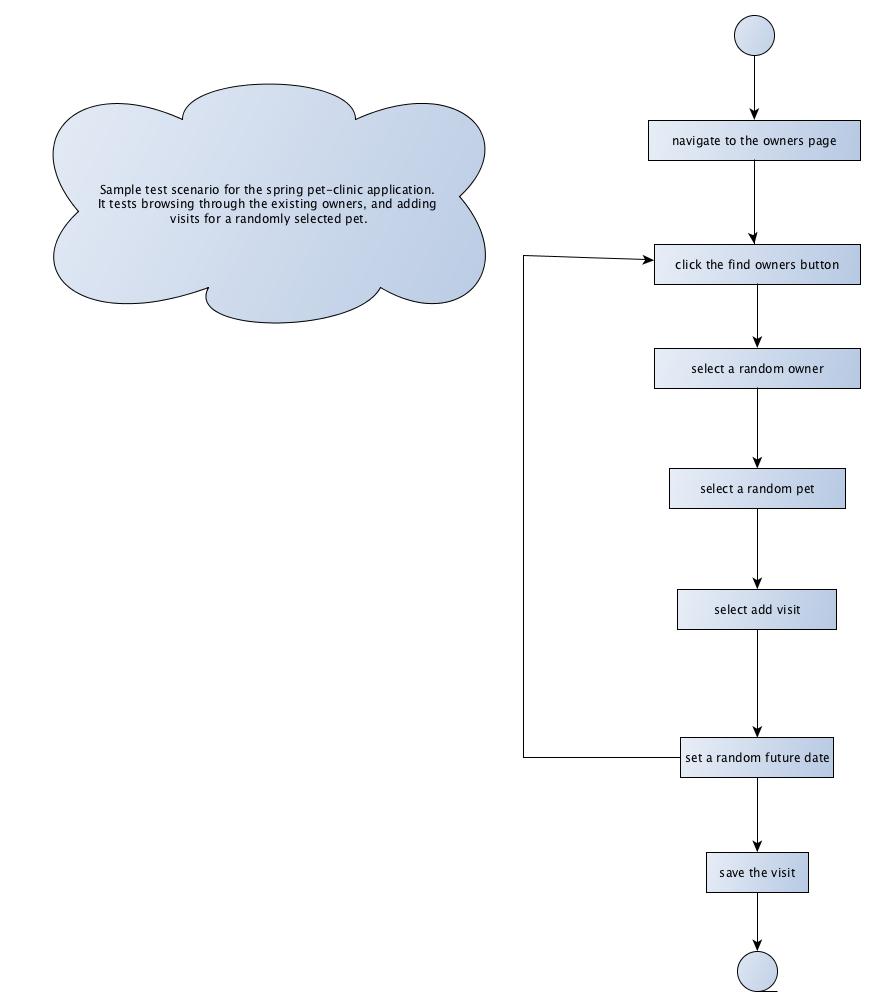 Sample test scenario for the spring pet-clinic application.
It tests browsing through the existing owners, and adding
visits for a randomly selected pet.
navigate to the owners page
click the find owners button
select a random owner
select a random pet
select add visit
set a random future date
save the visit